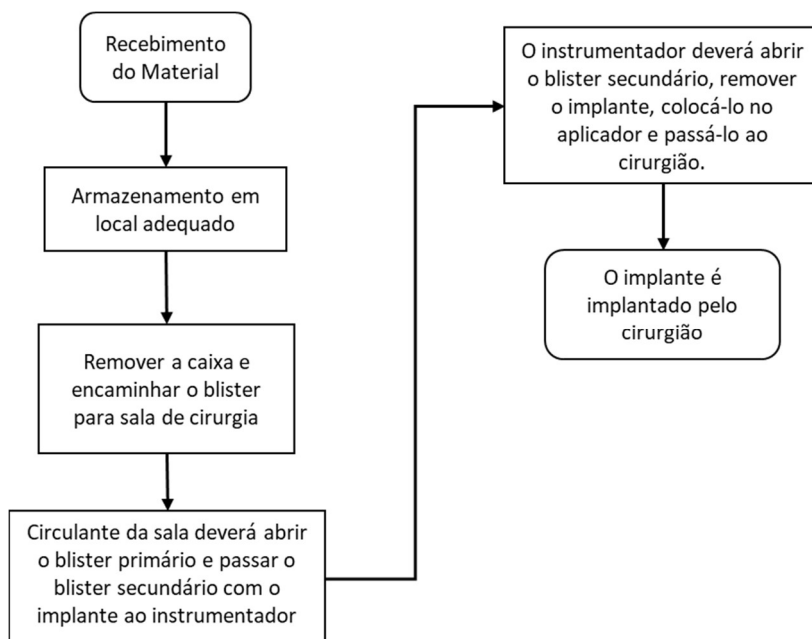 Recebimento
do Material
Armazenamento em
local adequado
Remover a caixa e
encaminhar o blister
para sala de cirurgia
Circulante da sala deverá abrir
o blister primário e passar o
blister secundário com o
implante ao instrumentador
O instrumentador deverá abrir
o blister secundário, remover
o implante, colocá-lo no
aplicador e passá-lo ao
cirurgião.
O implante é
implantado pelo
cirurgião